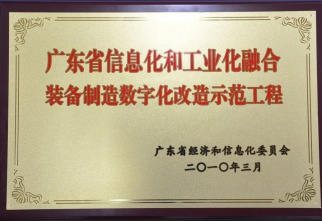 广东省信息化和工业化融合
装备制造数字化改造示范工程
广东省经济和信息化委员会
二〇一〇年三月